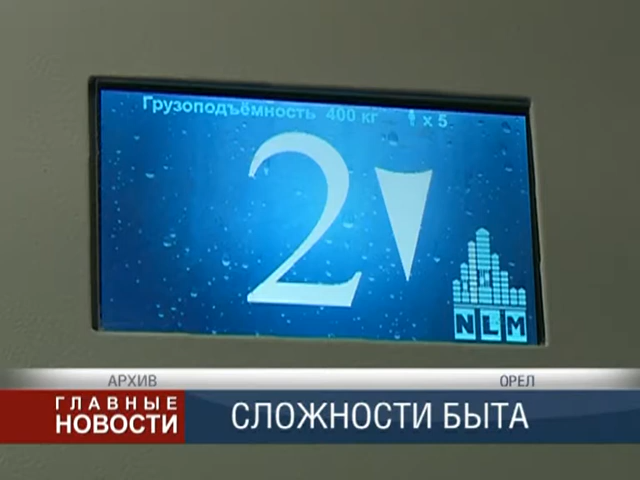 Грузоподъёмность 400 кг x 5
2
NLM
АРХИВ
ОРЕЛ
ГЛАВНЫЕ
НОВОСТИ
СЛОЖНОСТИ БЫТА